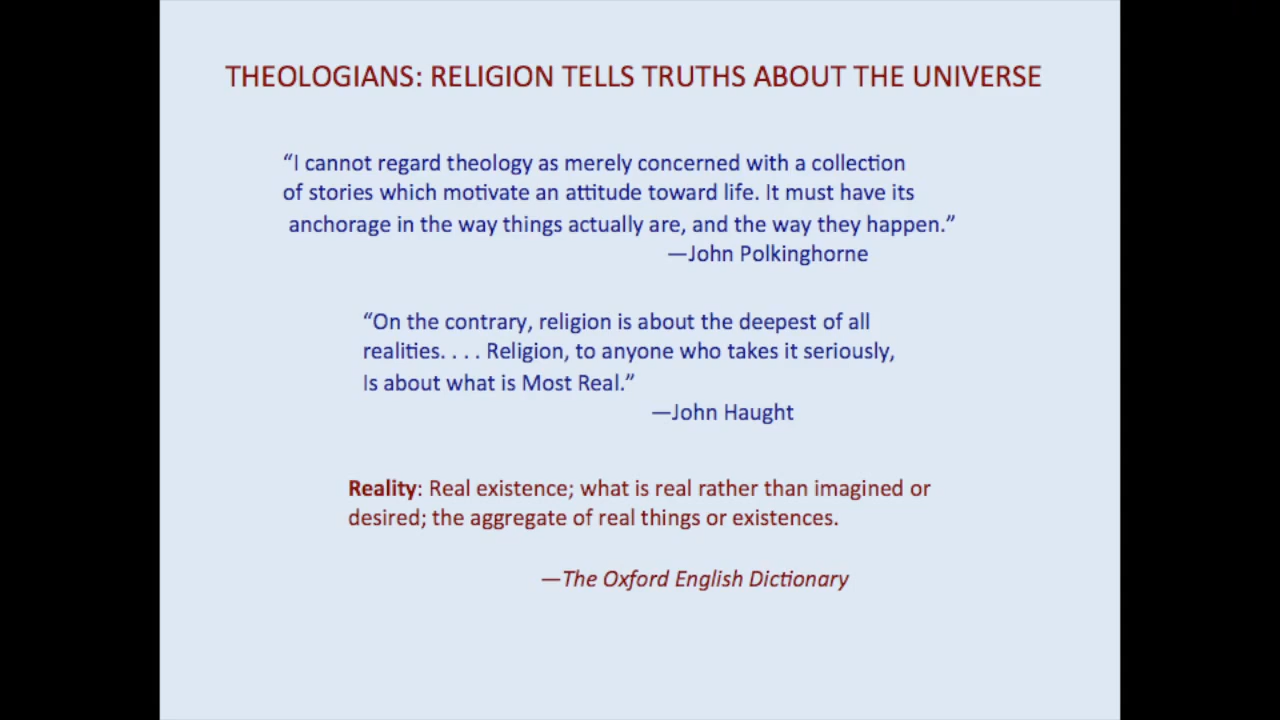 THEOLOGIANS: RELIGION TELLS TRUTHS ABOUT THE UNIVERSE
“I cannot regard theology as merely concerned with a collection
of stories which motivate an attitude toward life. It must have its
anchorage in the way things actually are, and the way they happen.”
—John Polkinghorne
“On the contrary, religion is about the deepest of all
realities. . . . Religion, to anyone who takes it seriously,
Is about what is Most Real.”
—John Haught
Reality: Real existence; what is real rather than imagined or
desired; the aggregate of real things or existences.
—The Oxford English Dictionary